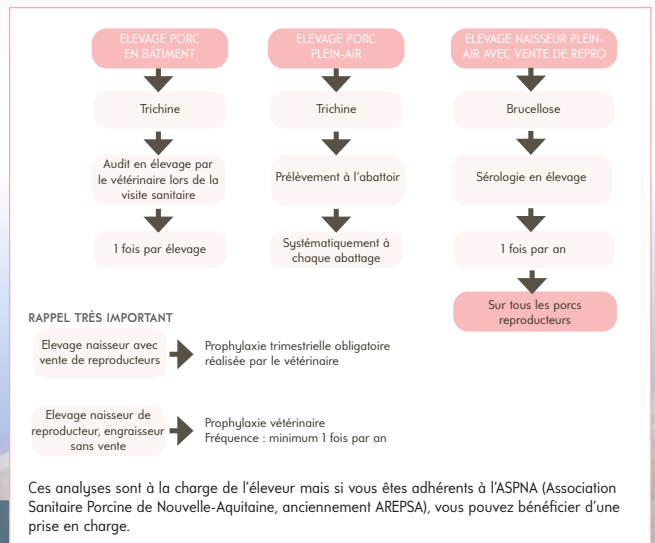 ELEVAGE PORC
EN BÂTIMENT
Trichine
Audit en élevage par
le vétérinaire lors de la
visite sanitaire
1 fois par élevage
ELEVAGE PORC
PLEIN-AIR
Trichine
Prélèvement à l'abattoir
Systématiquement à
chaque abattage
ELEVAGE NAISSEUR PLEIN-
AIR AVEC VENTE DE REPRO
Brucellose
Sérologie en élevage
1 fois par an
Sur tous les porcs
reproducteurs
RAPPEL TRÈS IMPORTANT
Elevage naisseur avec
vente de reproducteurs
Prophylaxie trimestrielle obligatoire
réalisée par le vétérinaire
Elevage naisseur de
reproducteur, engraisseur
sans vente
Prophylaxie vétérinaire
Fréquence : minimum 1 fois par an
Ces analyses sont à la charge de l'éleveur mais si vous êtes adhérents à l'ASPNA (Association
Sanitaire Porcine de Nouvelle-Aquitaine, anciennement AREPSA), vous pouvez bénéficier d'une
prise en charge.